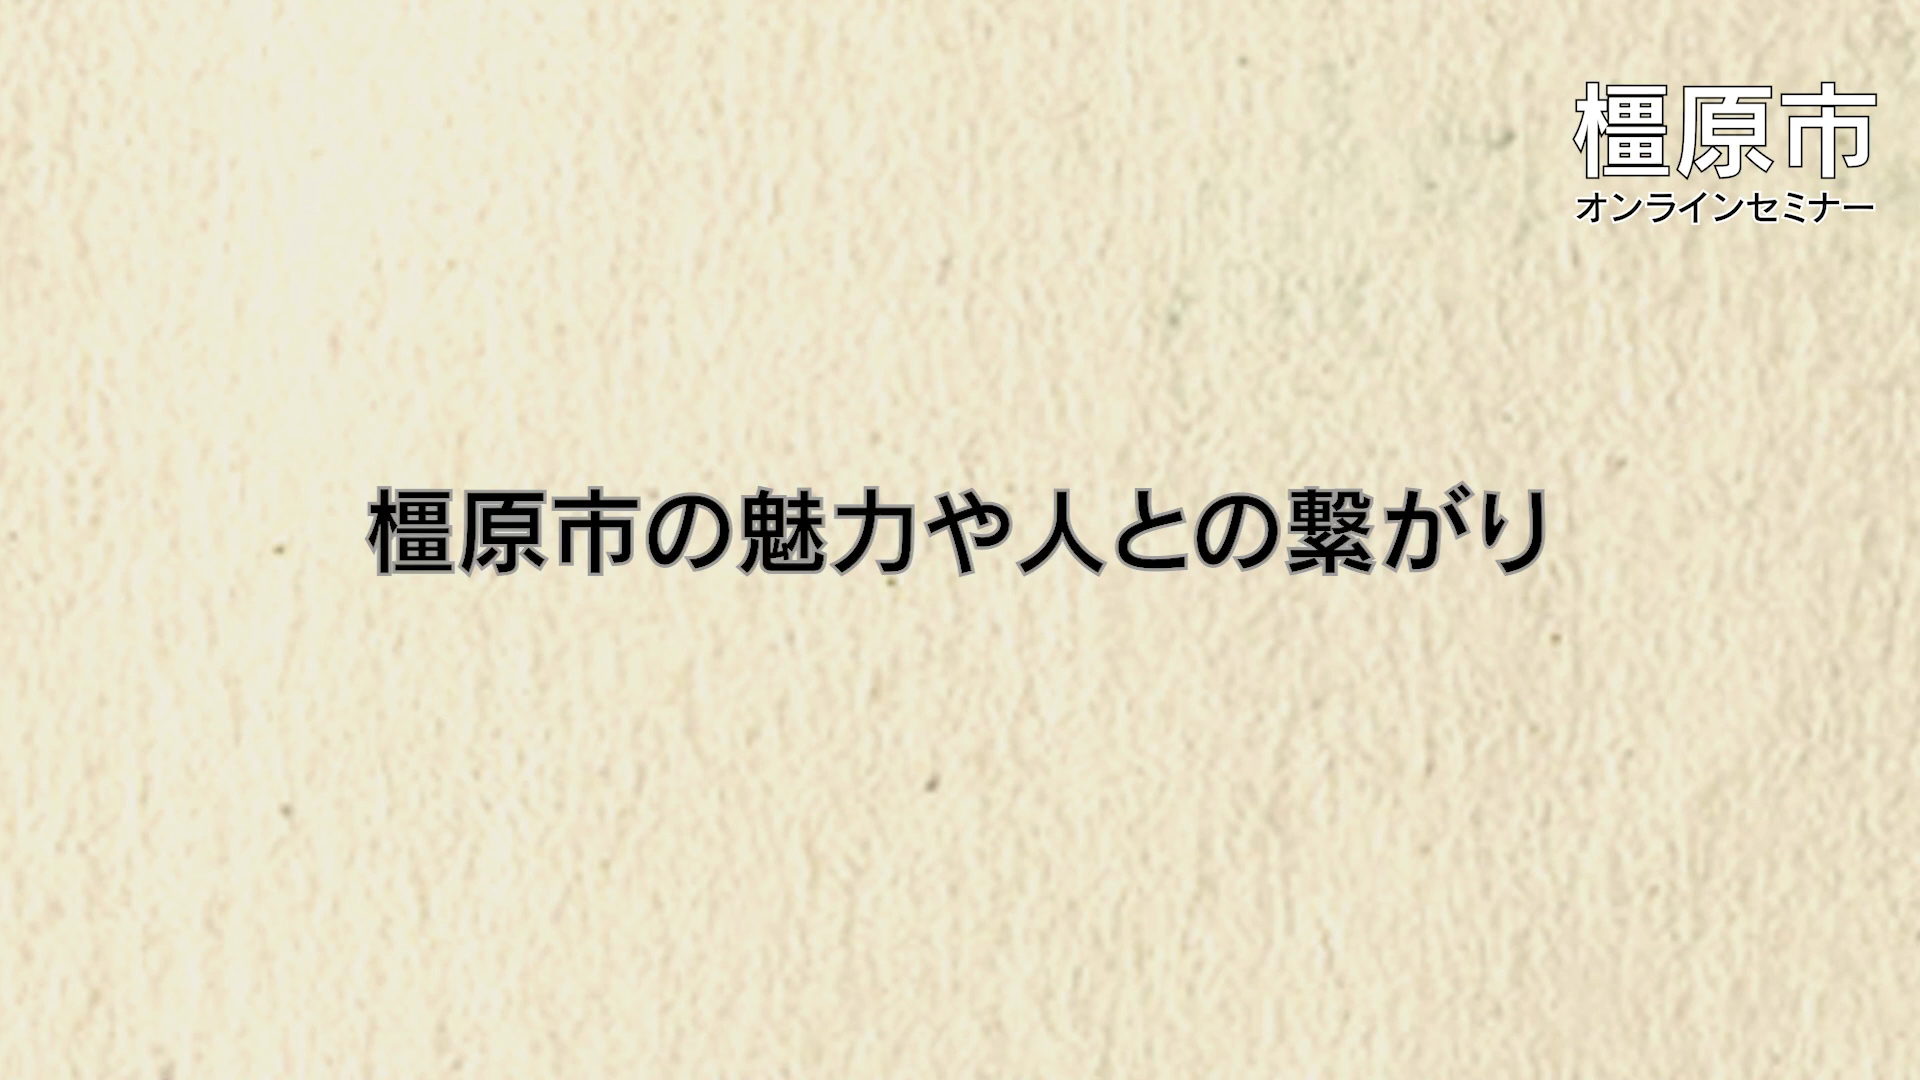 橿原市
オンラインセミナー
橿原市の魅力や人との繋がり